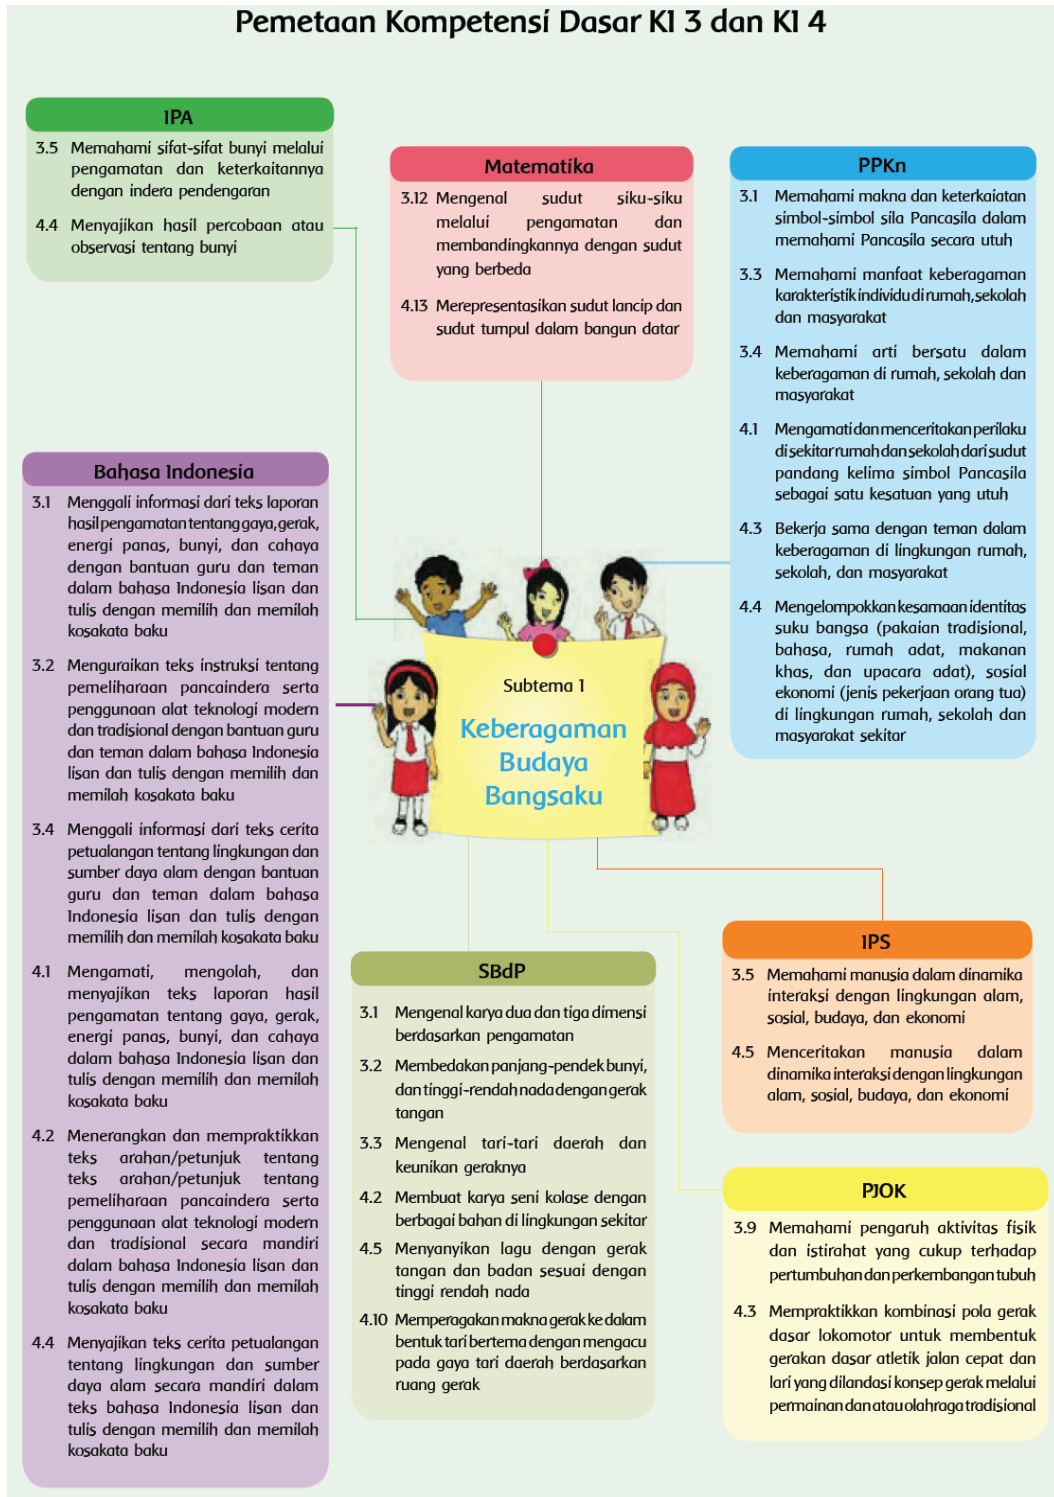 Pemetaan Kompetensi Dasar KI 3 dan KI 4
IPA
3.5 Memahami sifat-sifat bunyi melalui
pengamatan dan keterkaitannya
dengan indera pendengaran
4.4 Menyajikan hasil percobaan atau
observasi tentang bunyi
Matematika
3.12 Mengenal sudut siku-siku
melalui pengamatan dan
membandingkannya dengan sudut
yang berbeda
4.13 Merepresentasikan sudut lancip dan
sudut tumpul dalam bangun datar
PPKn
3.1 Memahami makna dan keterkaiatan
simbol-simbol sila Pancasila dalam
memahami Pancasila secara utuh
3.3 Memahami manfaat keberagaman
karakteristik individu di rumah, sekolah
dan masyarakat
3.4 Memahami arti bersatu dalam
keberagaman di rumah, sekolah dan
masyarakat
4.1 Mengamati dan menceritakan perilaku
di sekitar rumah dan sekolah dari sudut
pandang kelima simbol Pancasila
sebagai satu kesatuan yang utuh
4.3 Bekerja sama dengan teman dalam
keberagaman di lingkungan rumah,
sekolah, dan masyarakat
4.4 Mengelompokkan kesamaan identitas
suku bangsa (pakaian tradisional,
bahasa, rumah adat, makanan
khas, dan upacara adat), sosial
ekonomi (jenis pekerjaan orang tua)
di lingkungan rumah, sekolah dan
masyarakat sekitar
Bahasa Indonesia
3.1 Menggali informasi dari teks laporan
hasil pengamatan tentang gaya, gerak,
energi panas, bunyi, dan cahaya
dengan bantuan guru dan teman
dalam bahasa Indonesia lisan dan
tulis dengan memilih dan memilah
kosakata baku
3.2 Menguraikan teks instruksi tentang
pemeliharaan pancaindera serta
penggunaan alat teknologi modern
dan tradisional dengan bantuan guru
dan teman dalam bahasa Indonesia
lisan dan tulis dengan memilih dan
memilah kosakata baku
3.4 Menggali informasi dari teks cerita
petualangan tentang lingkungan dan
sumber daya alam dengan bantuan
guru dan teman dalam bahasa
Indonesia lisan dan tulis dengan
memilih dan memilah kosakata baku
4.1 Mengamati, mengolah, dan
menyajikan teks laporan hasil
pengamatan tentang gaya, gerak,
energi panas, bunyi, dan cahaya
dalam bahasa Indonesia lisan dan
tulis dengan memilih dan memilah
kosakata baku
4.2 Menerangkan dan mempraktikkan
teks arahan/petunjuk tentang
teks arahan/petunjuk tentang
pemeliharaan pancaindera serta
penggunaan alat teknologi modern
dan tradisional secara mandiri
dalam bahasa Indonesia lisan dan
tulis dengan memilih dan memilah
kosakata baku
4.4 Menyajikan teks cerita petualangan
tentang lingkungan dan sumber
daya alam secara mandiri dalam
teks bahasa Indonesia lisan dan
tulis dengan memilih dan memilah
kosakata baku
Subtema 1
Keberagaman
Budaya
Bangsaku
SBdP
3.1 Mengenal karya dua dan tiga dimensi
berdasarkan pengamatan
3.2 Membedakan panjang-pendek bunyi,
dan tinggi-rendah nada dengan gerak
tangan
3.3 Mengenal tari-tari daerah dan
keunikan geraknya
4.2 Membuat karya seni kolase dengan
berbagai bahan di lingkungan sekitar
4.5 Menyanyikan lagu dengan gerak
tangan dan badan sesuai dengan
tinggi rendah nada
4.10 Memperagakan makna gerak ke dalam
bentuk tari bertema dengan mengacu
pada gaya tari daerah berdasarkan
ruang gerak
IPS
3.5 Memahami manusia dalam dinamika
interaksi dengan lingkungan alam,
sosial, budaya, dan ekonomi
4.5 Menceritakan manusia dalam
dinamika interaksi dengan lingkungan
alam, sosial, budaya, dan ekonomi
PJOK
3.9 Memahami pengaruh aktivitas fisik
dan istirahat yang cukup terhadap
pertumbuhan dan perkembangan tubuh
4.3 Mempraktikkan kombinasi pola gerak
dasar lokomotor untuk membentuk
gerakan dasar atletik jalan cepat dan
lari yang dilandasi konsep gerak melalui
permainan dan atau olahraga tradisional